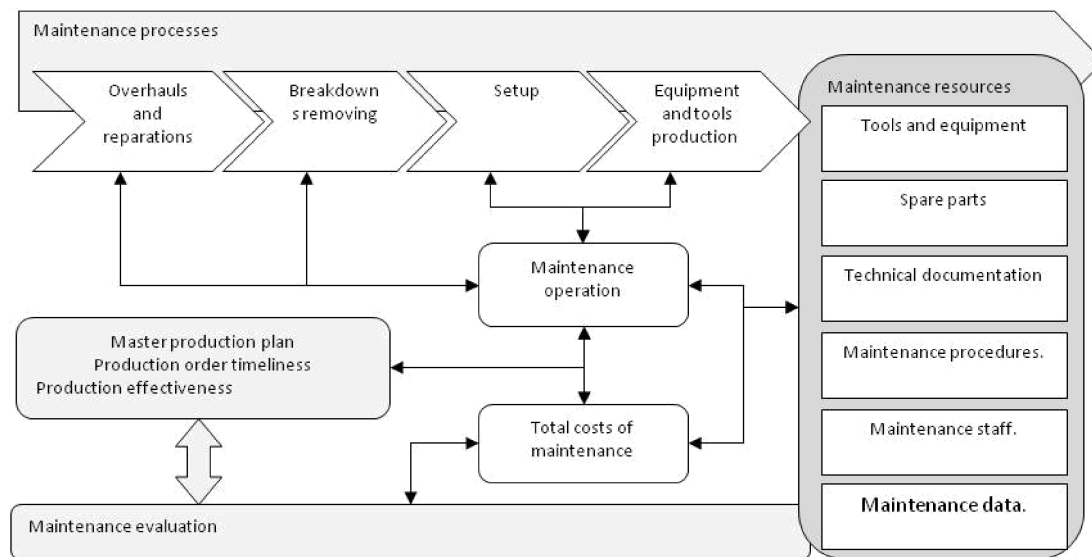 Maintenance processes
Overhauls
and
reparations
Breakdown
s removing
Setup
Equipment
and tools
production
Maintenance resources
Tools and equipment
Spare parts
Technical documentation
Maintenance procedures.
Maintenance staff.
Maintenance data.
Maintenance
operation
Master production plan
Production order timeliness
Production effectiveness
Total costs of
maintenance
Maintenance evaluation